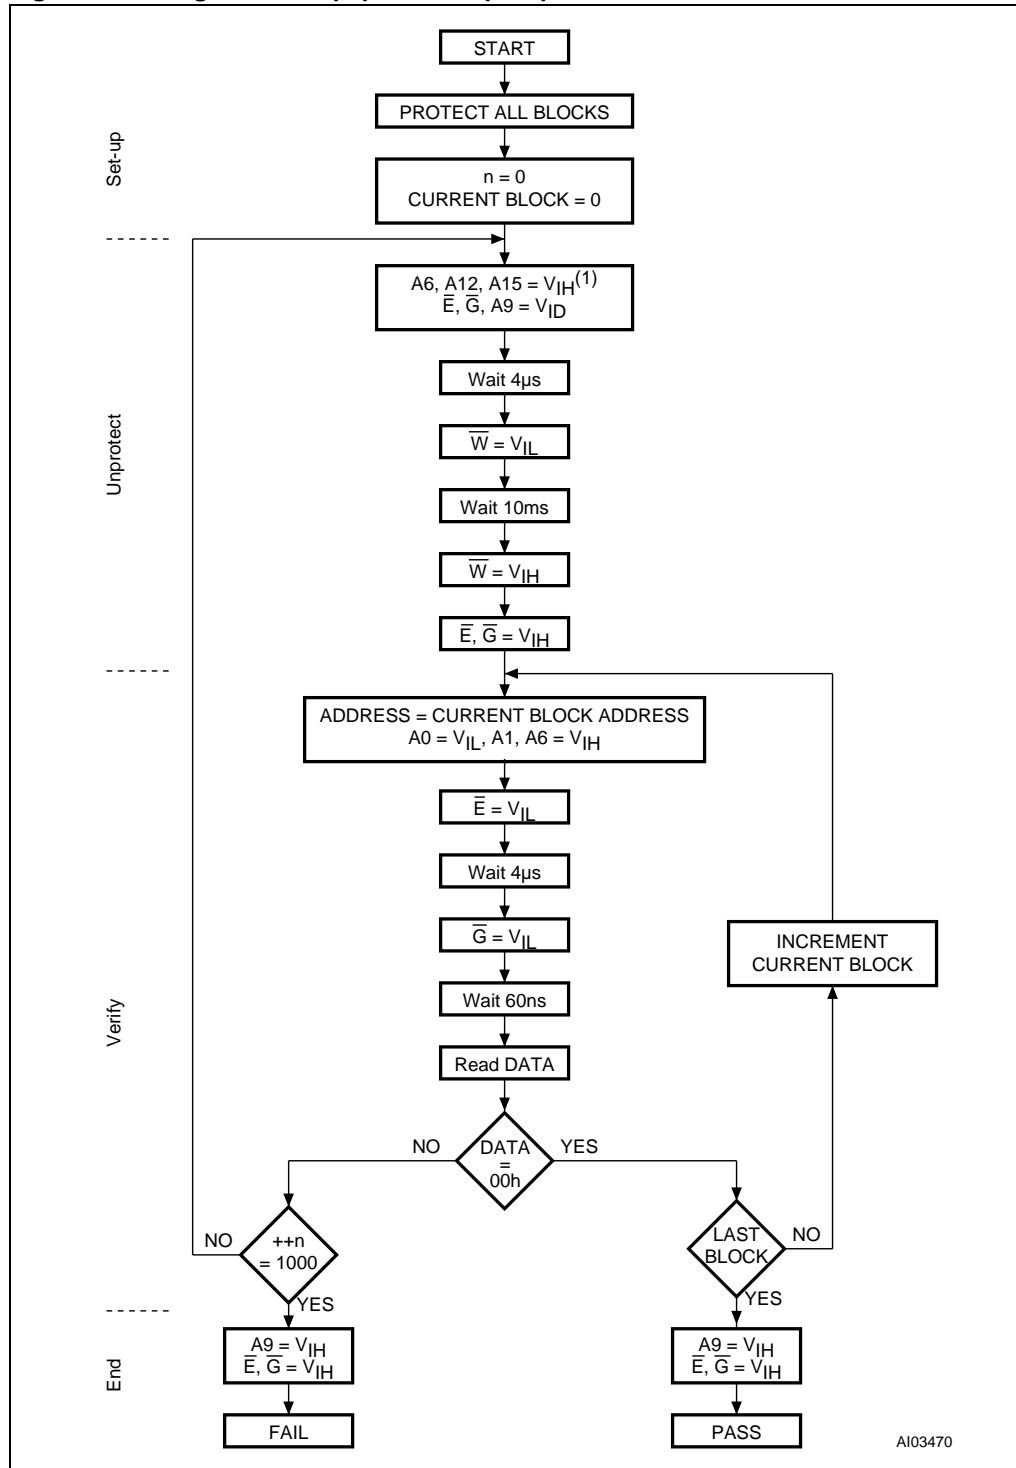 START
PROTECT ALL BLOCKS
Set-up
n = 0
CURRENT BLOCK = 0
A6, A12, A15 = VIH(1)
E̅, G̅, A9 = VID
Wait 4µs
Unprotect
W̅ = VIL
Wait 10ms
W̅ = VIH
E̅, G̅ = VIH
ADDRESS = CURRENT BLOCK ADDRESS
A0 = VIL, A1, A6 = VIH
E̅ = VIL
Wait 4µs
G̅ = VIL
INCREMENT
CURRENT BLOCK
Wait 60ns
Verify
Read DATA
NO
YES
DATA
=
00h
NO
++n
= 1000
LAST
BLOCK
NO
YES
YES
End
A9 = VIH
E̅, G̅ = VIH
A9 = VIH
E̅, G̅ = VIH
FAIL
PASS
AI03470